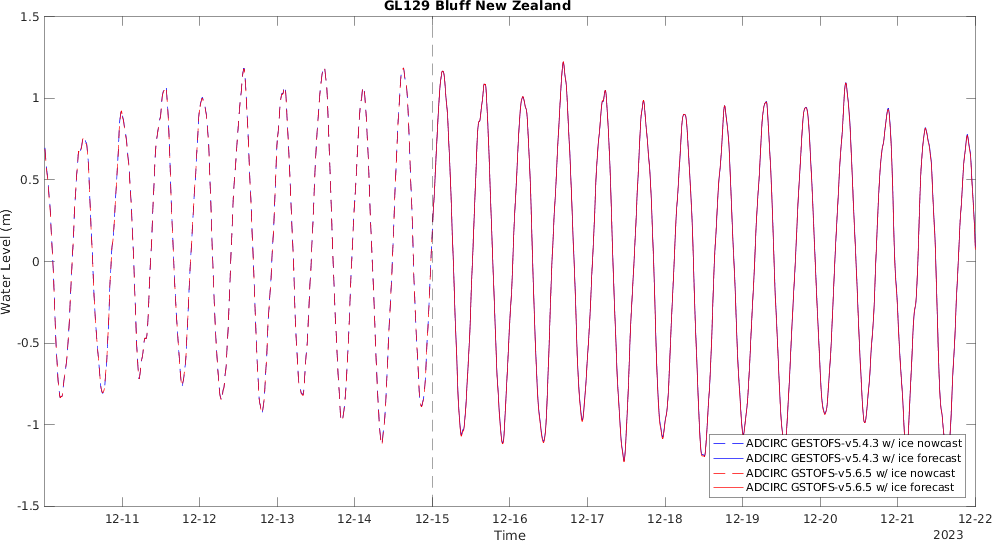 GL129 Bluff New Zealand
1.5
1
0.5
0
-0.5
-1
-1.5
Water Level (m)
ADCIRC GESTOFS-v5.4.3 w/ ice nowcast
ADCIRC GESTOFS-v5.4.3 w/ ice forecast
ADCIRC GSTOFS-v5.6.5 w/ ice nowcast
ADCIRC GSTOFS-v5.6.5 w/ ice forecast
12-11 12-12 12-13 12-14 12-15 12-16 12-17 12-18 12-19 12-20 12-21 12-22
Time
2023